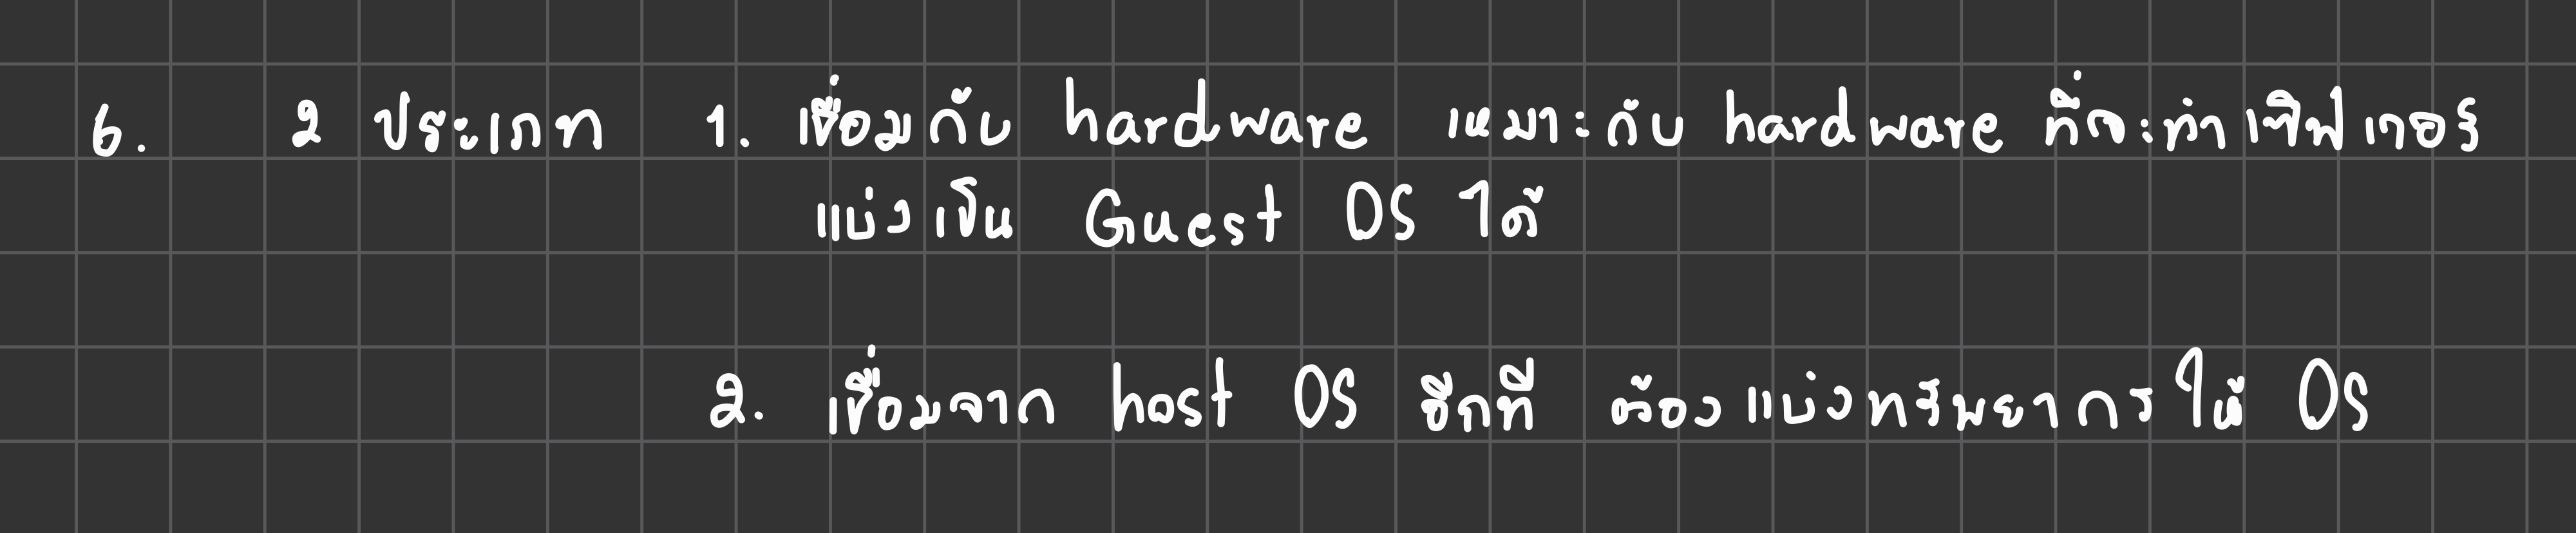 6. 2 ประเภท 1. เชื่อมกับ hardware เหมาะกับ hardware ที่จะทำเซิฟเวอร์
แบ่งเป็น Guest OS ได้
2. เชื่อมจาก host OS อีกที ต้องแบ่งทรัพยากรให้ OS